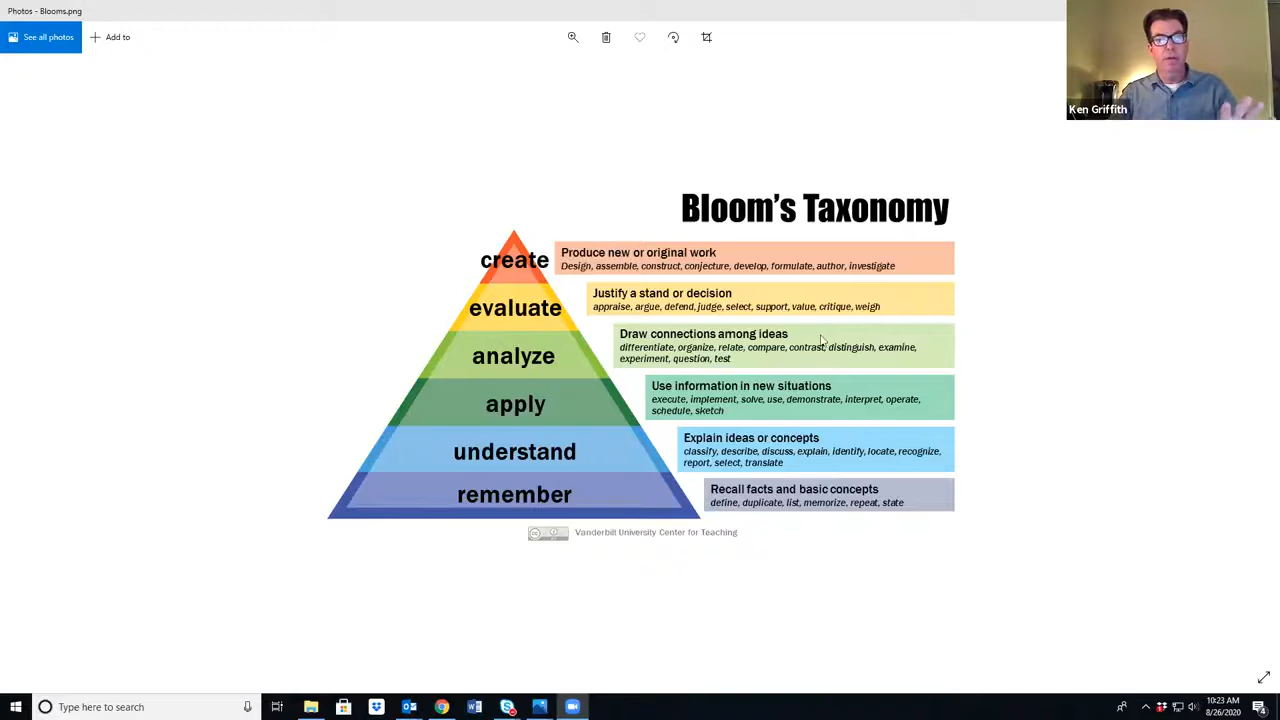 Photos - Blooms.png
See all photos
Add to
Ken Griffith
Bloom's Taxonomy
create
Produce new or original work
Design, assemble, construct, conjecture, develop, formulate, author, investigate
evaluate
Justify a stand or decision
appraise, argue, defend, judge, select, support, value, critique, weigh
analyze
Draw connections among ideas
differentiate, organize, relate, compare, contrast, distinguish, examine,
experiment, question, test
apply
Use information in new situations
execute, implement, solve, use, demonstrate, interpret, operate,
schedule, sketch
understand
Explain ideas or concepts
classify, describe, discuss, explain, identify, locate, recognize,
report, select, translate
remember
Recall facts and basic concepts
define, duplicate, list, memorize, repeat, state
Vanderbilt University Center for Teaching
Type here to search
10:23 AM
8/26/2020
4